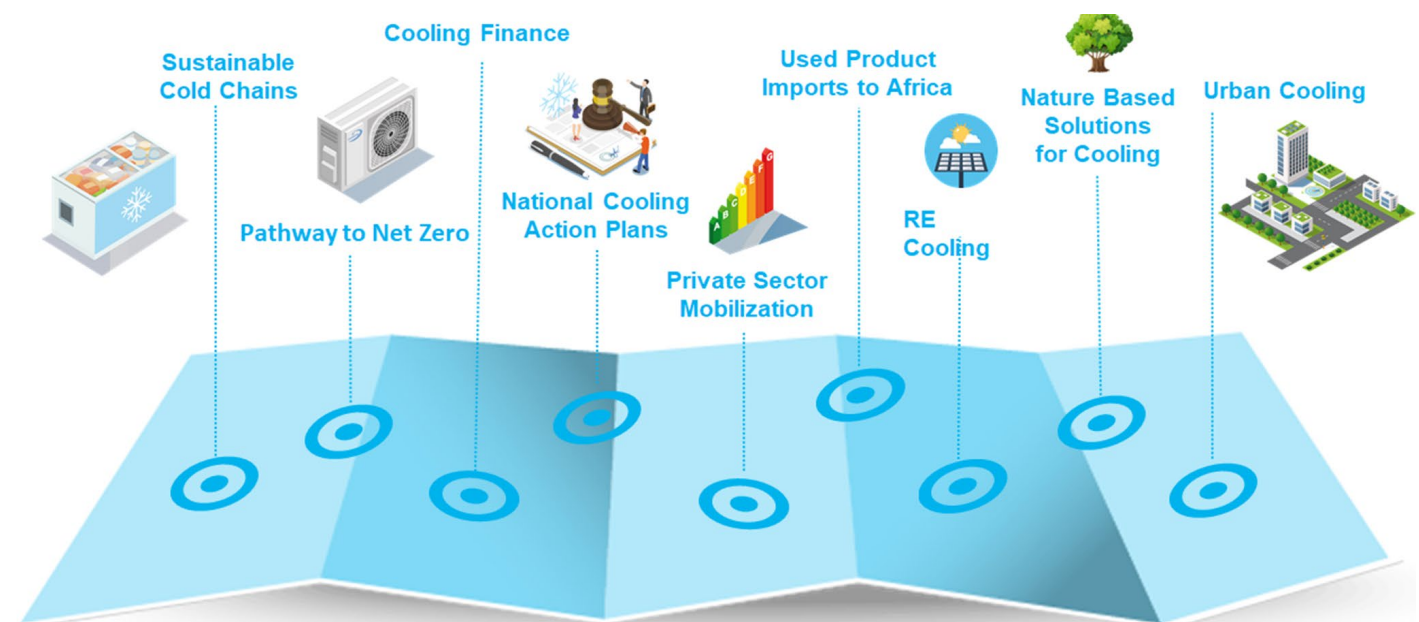 Sustainable
Cold Chains
Pathway to Net Zero
Cooling Finance
National Cooling
Action Plans
A B C D E F G
Private Sector
Mobilization
Used Product
Imports to Africa
RE
Cooling
Nature Based
Solutions
for Cooling
Urban Cooling